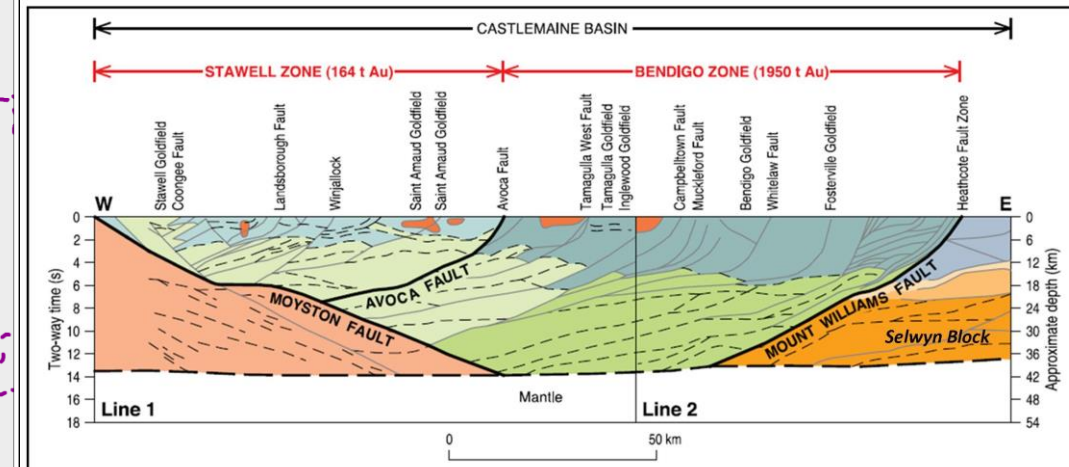 CASTLEMAINE BASIN
STAWELL ZONE (164 t Au)
BENDIGO ZONE (1950 t Au)
Stawell Goldfield
Coongee Fault
Landsborough Fault
Winjallock
Saint Arnaud Goldfield
Saint Arnaud Goldfield
Avoca Fault
Tamagulla West Fault
Tamagulla Goldfield
Inglewood Goldfield
Campbelltown Fault
Muckleford Fault
Bendigo Goldfield
Whitelaw Fault
Fosterville Goldfield
Heathcote Fault Zone
W
E
0
2
4
6
8
10
12
14
16
18
Two-way time (s)
0
6
12
18
24
30
36
42
48
54
Approximate depth (km)
MOYSTON FAULT
AVOCA FAULT
MOUNT WILLIAMS FAULT
Selwyn Block
Mantle
Line 1
Line 2
0
50 km